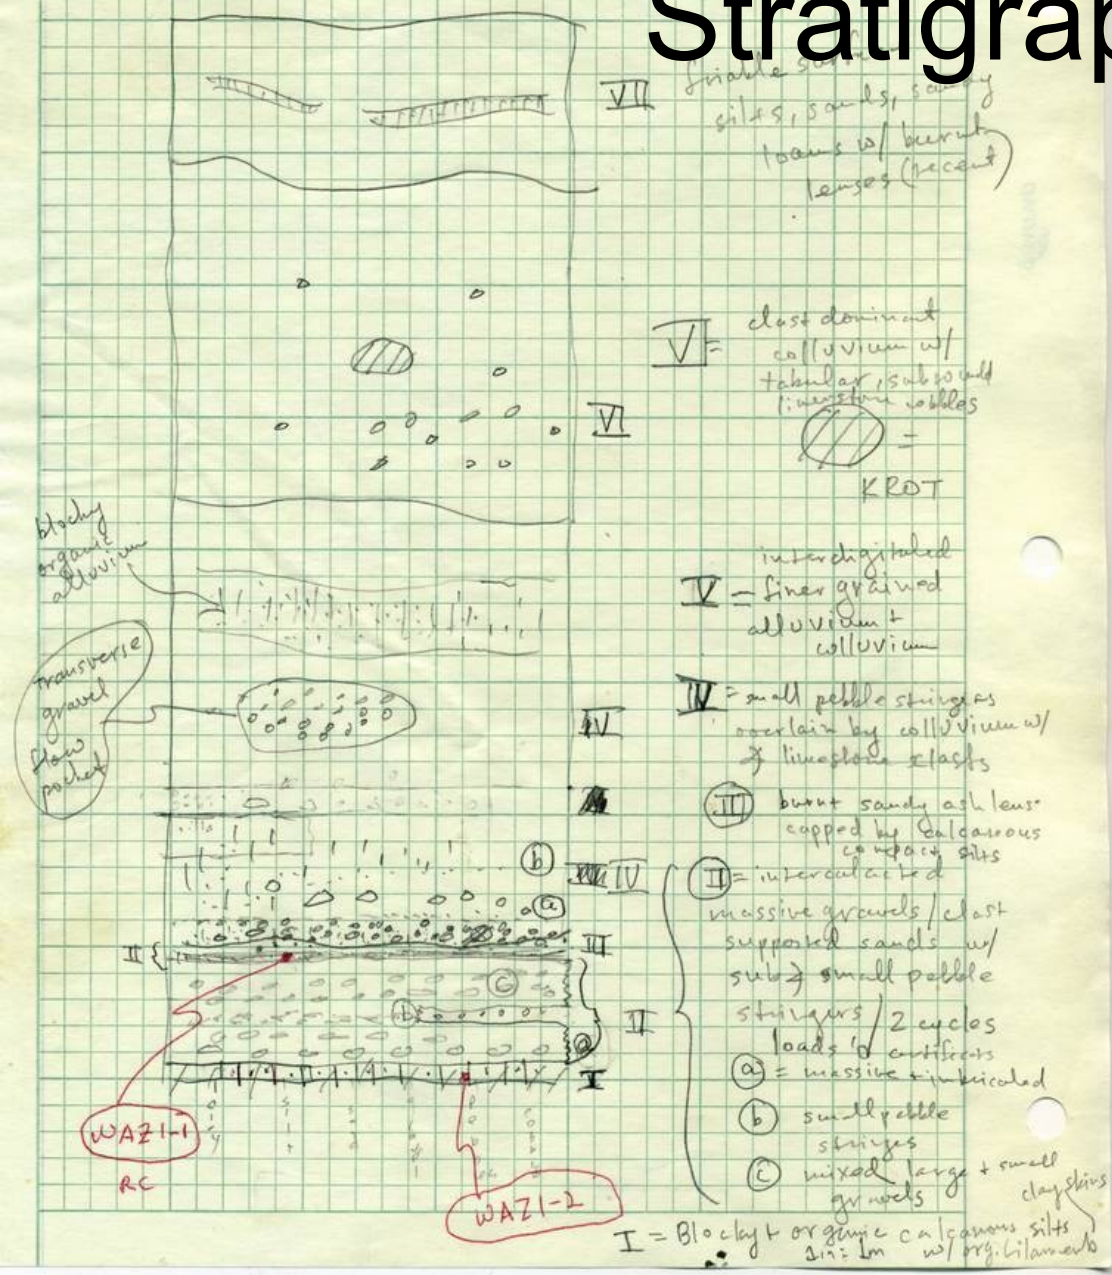 Stratigrap
VII
friable
silts, sands, sandy
loams w/ burnt
lenses (recent)
VI =
clast dominant
colluvium w/
tabular, subround
limestone cobbles
=
KROT
VI
blocky
organic
alluvium
interdigitated
V = finer grained
alluvium +
colluvium
transverse
gravel
flow
pocket
IV
IV = small pebble stringers
overlain by colluvium w/
limestone clasts
III
burnt sandy ash lens
capped by calcareous
compact silts
b
IV
a
II = intercalated
massive gravels / clast
supported sands w/
small pebble
stringers / 2 cycles
loads o' artifacts
II {
III
c
b
a
II
I
a = massive + imbricated
b small pebble
stringers
c mixed large + small
gravels
WAZ1-1
RC
WAZ1-2
clay skins
I = Blocky + organic calcareous silts
w/ org. filaments
1in = 1m